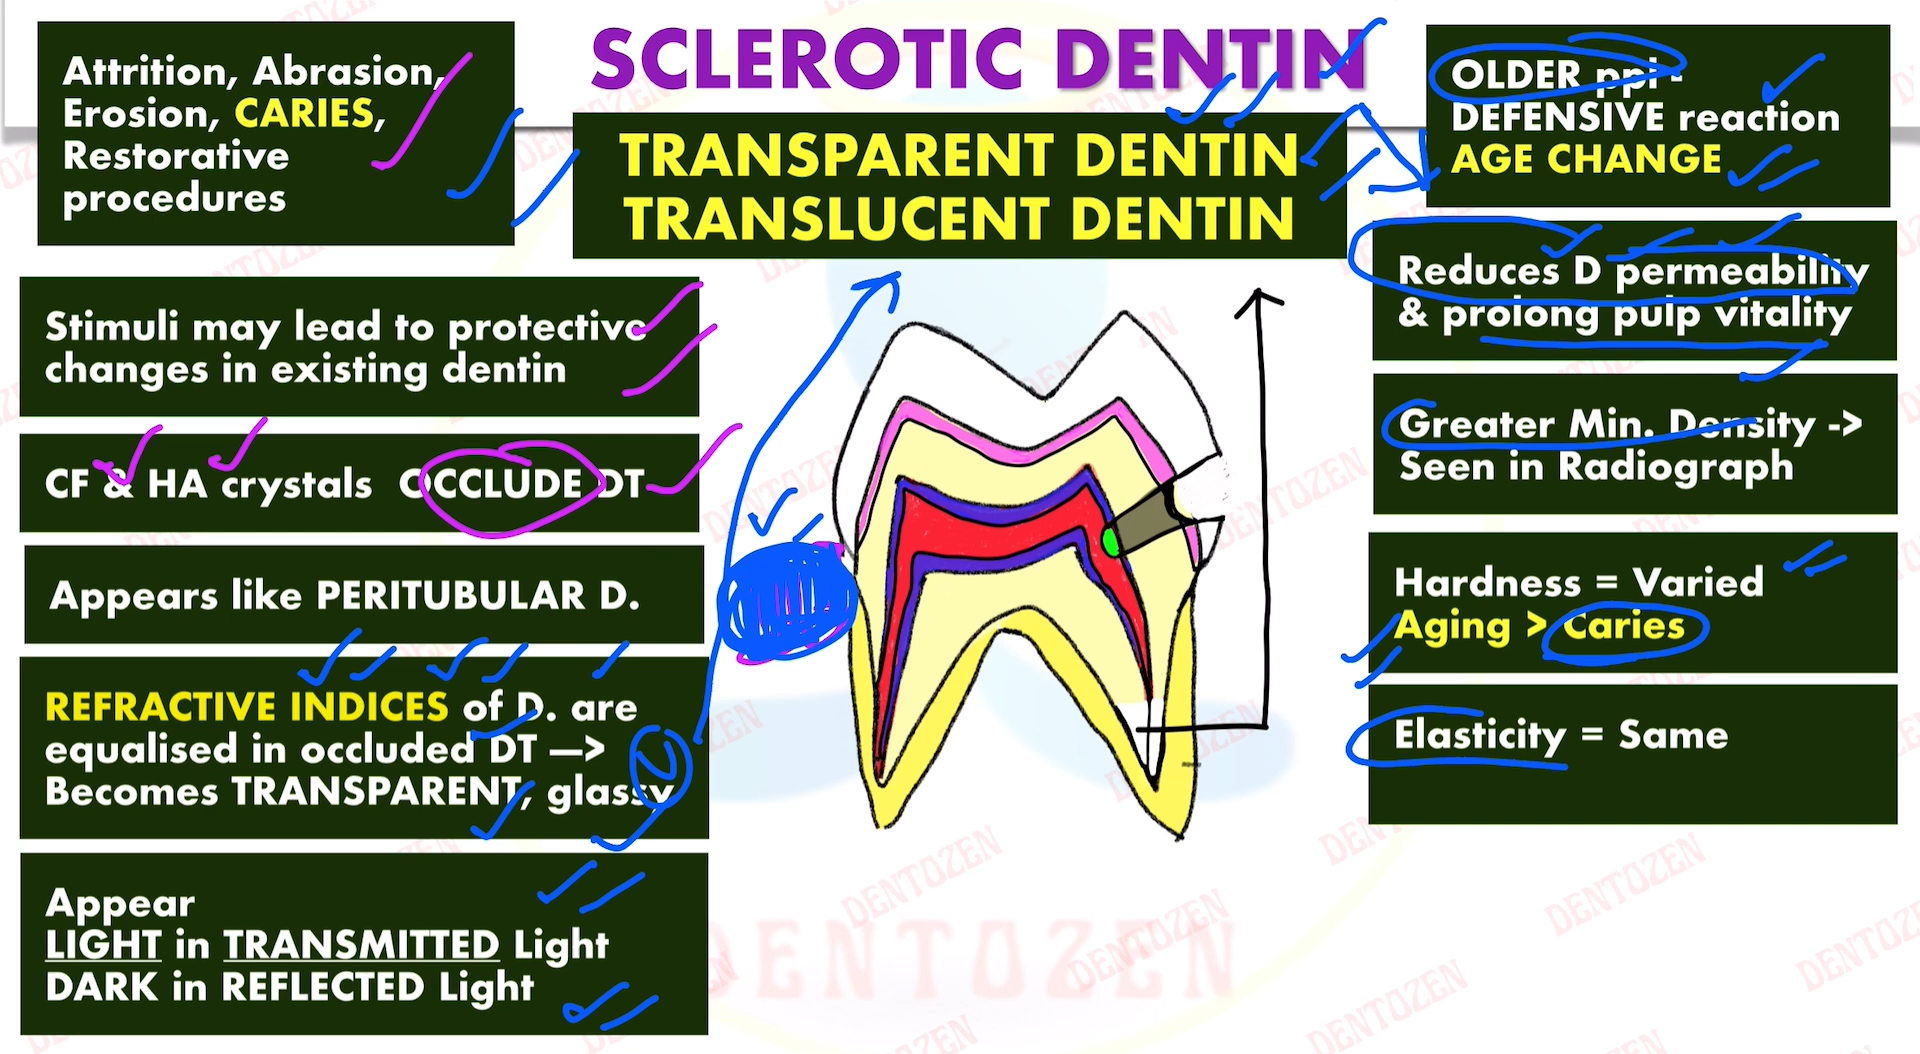 SCLEROTIC DENTIN
TRANSPARENT DENTIN
TRANSLUCENT DENTIN
Attrition, Abrasion,
Erosion, CARIES,
Restorative
procedures
Stimuli may lead to protective
changes in existing dentin
CF & HA crystals OCCLUDE DT
Appears like PERITUBULAR D.
REFRACTIVE INDICES of D. are
equalised in occluded DT —>
Becomes TRANSPARENT, glassy
Appear
LIGHT in TRANSMITTED Light
DARK in REFLECTED Light
OLDER ppl -
DEFENSIVE reaction
AGE CHANGE
Reduces D permeability
& prolong pulp vitality
Greater Min. Density ->
Seen in Radiograph
Hardness = Varied
Aging > Caries
Elasticity = Same
DENTOZEN